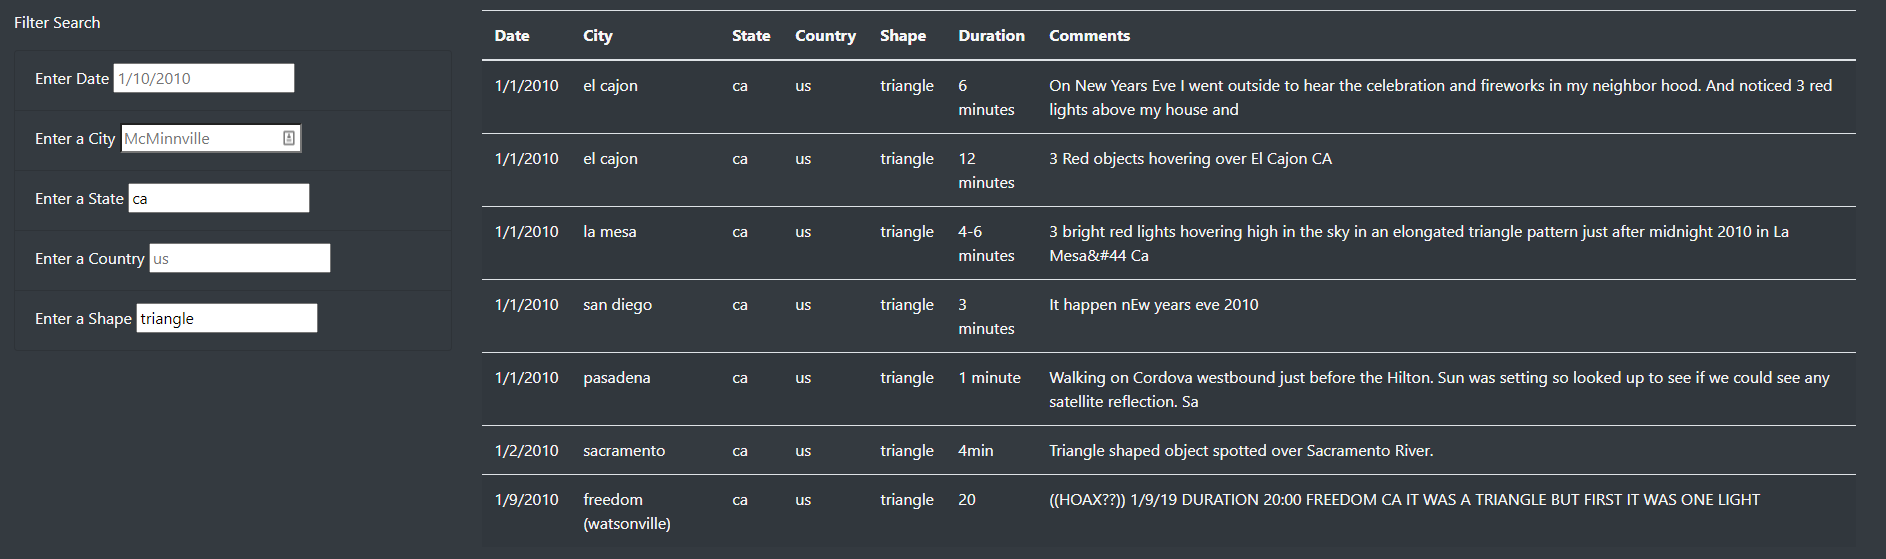 Filter Search
Enter Date 1/10/2010
Enter a City McMinnville
Enter a State ca
Enter a Country us
Enter a Shape triangle
Date City State Country Shape Duration Comments
1/1/2010 el cajon ca us triangle 6 On New Years Eve I went outside to hear the celebration and fireworks in my neighbor hood. And noticed 3 red
minutes lights above my house and
1/1/2010 el cajon ca us triangle 12 3 Red objects hovering over El Cajon CA
minutes
1/1/2010 la mesa ca us triangle 4-6 3 bright red lights hovering high in the sky in an elongated triangle pattern just after midnight 2010 in La
minutes Mesa&#44 Ca
1/1/2010 san diego ca us triangle 3 It happen nEw years eve 2010
minutes
1/1/2010 pasadena ca us triangle 1 minute Walking on Cordova westbound just before the Hilton. Sun was setting so looked up to see if we could see any
satellite reflection. Sa
1/2/2010 sacramento ca us triangle 4min Triangle shaped object spotted over Sacramento River.
1/9/2010 freedom ca us triangle 20 ((HOAX??)) 1/9/19 DURATION 20:00 FREEDOM CA IT WAS A TRIANGLE BUT FIRST IT WAS ONE LIGHT
(watsonville)